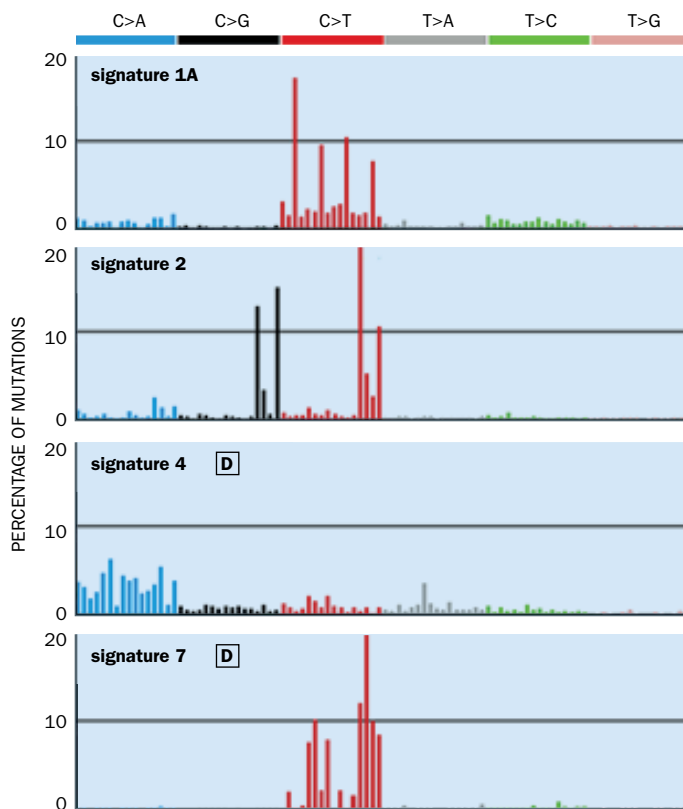 C>A C>G C>T T>A T>C T>G
20
signature 1A
10
0
20
signature 2
10
0
20
signature 4 D
10
0
20
signature 7 D
10
0
PERCENTAGE OF MUTATIONS